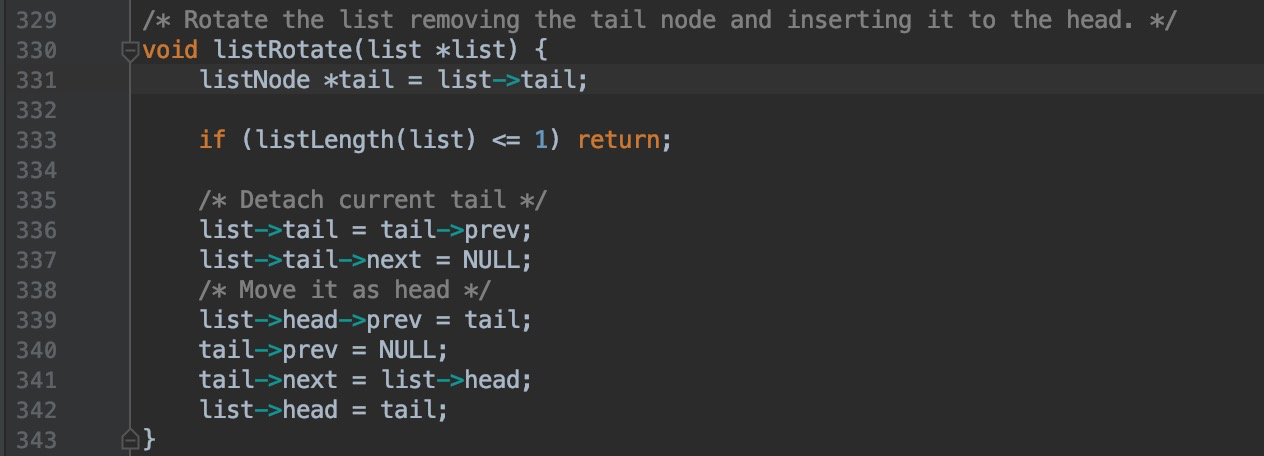 329 /* Rotate the list removing the tail node and inserting it to the head. */
330 void listRotate(list *list) {
331     listNode *tail = list->tail;
332
333     if (listLength(list) <= 1) return;
334
335     /* Detach current tail */
336     list->tail = tail->prev;
337     list->tail->next = NULL;
338     /* Move it as head */
339     list->head->prev = tail;
340     tail->prev = NULL;
341     tail->next = list->head;
342     list->head = tail;
343 }